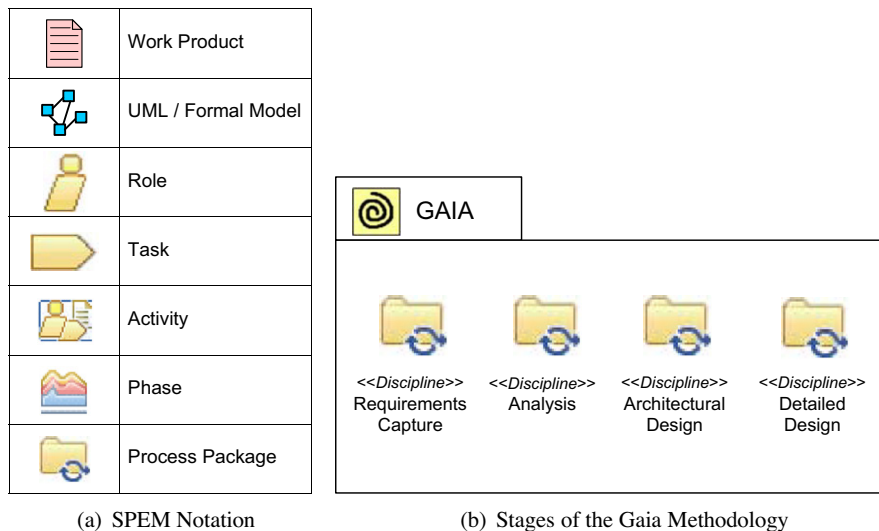 Work Product
UML / Formal Model
Role
Task
Activity
Phase
Process Package
(a) SPEM Notation
GAIA
<<Discipline>>
Requirements
Capture
<<Discipline>>
Analysis
<<Discipline>>
Architectural
Design
<<Discipline>>
Detailed
Design
(b) Stages of the Gaia Methodology